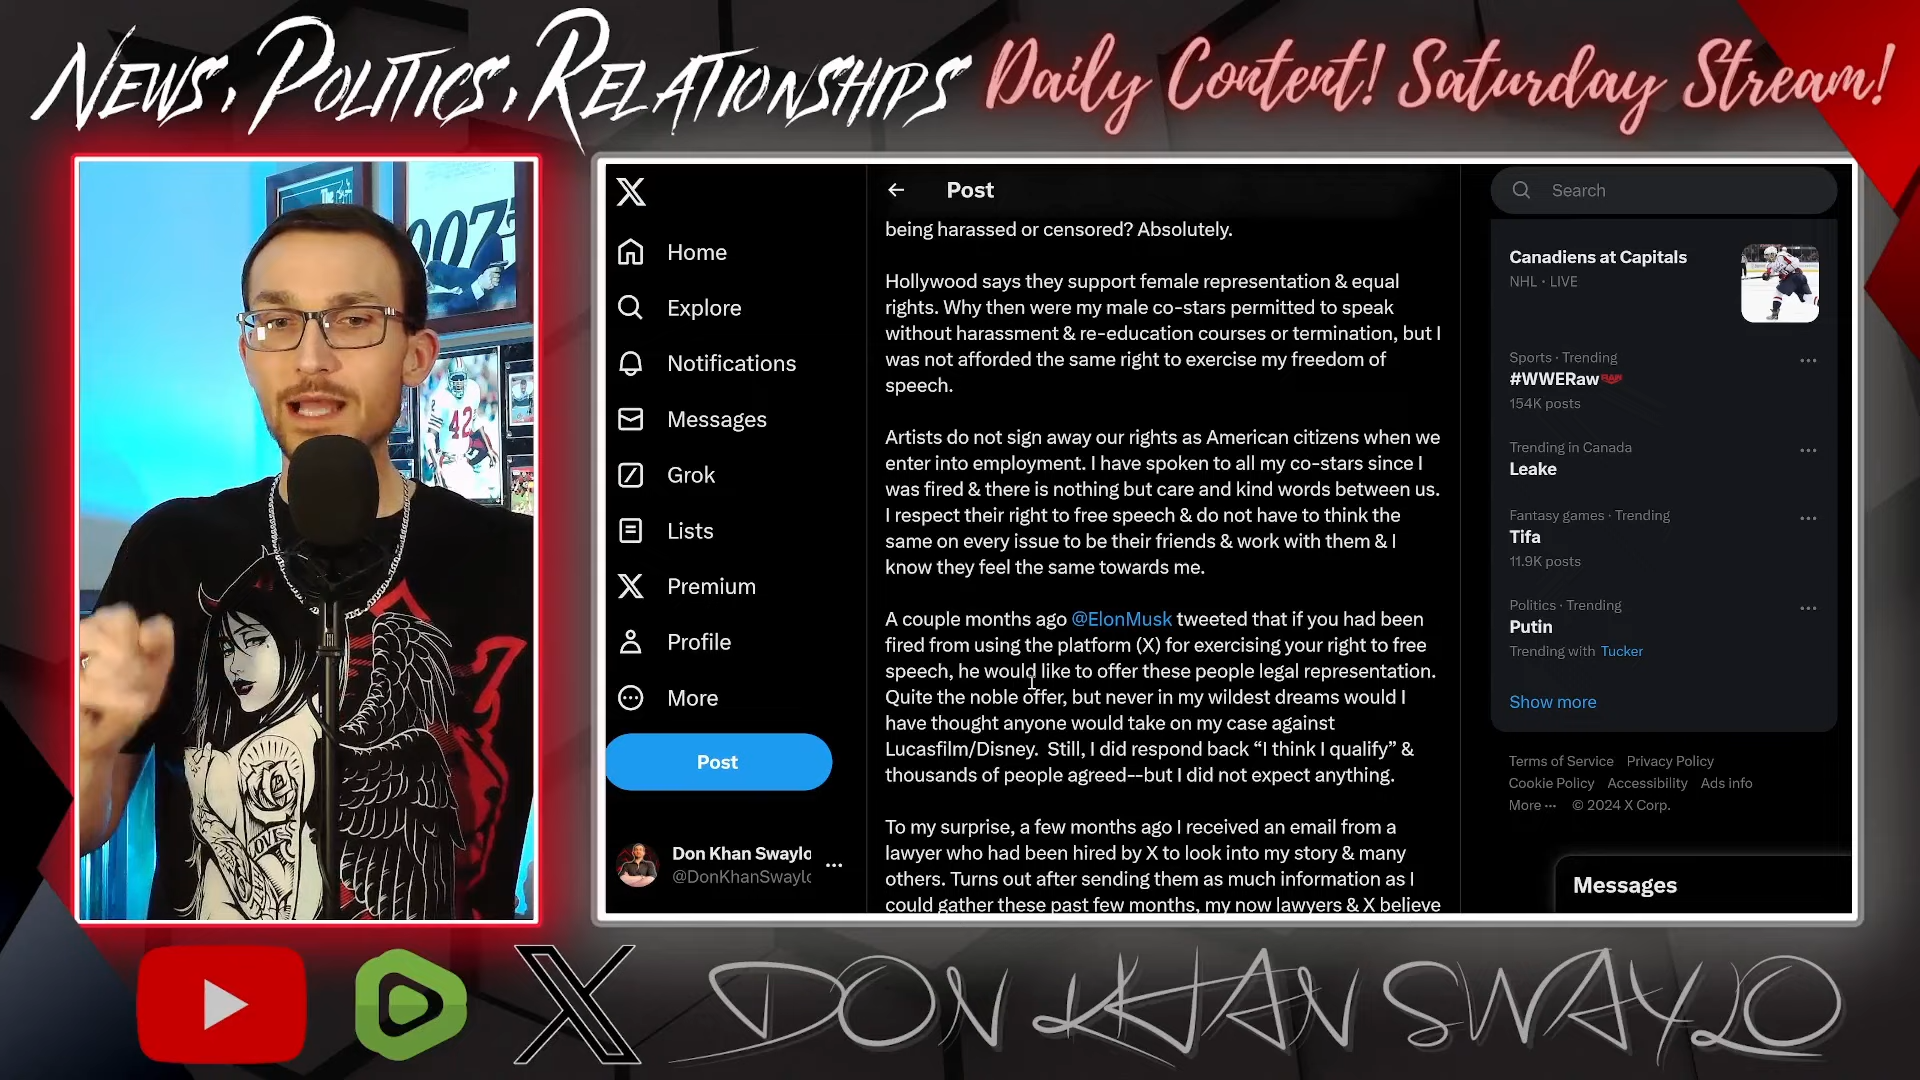 NEWS, POLITICS, RELATIONSHIPS
Daily Content! Saturday Stream!
The
007
42
LOVE
Home
Explore
Notifications
Messages
Grok
Lists
Premium
Profile
More
Post
Don Khan Swaylo
@DonKhanSwaylo
Post
being harassed or censored? Absolutely.
Hollywood says they support female representation & equal
rights. Why then were my male co-stars permitted to speak
without harassment & re-education courses or termination, but I
was not afforded the same right to exercise my freedom of
speech.
Artists do not sign away our rights as American citizens when we
enter into employment. I have spoken to all my co-stars since I
was fired & there is nothing but care and kind words between us.
I respect their right to free speech & do not have to think the
same on every issue to be their friends & work with them & I
know they feel the same towards me.
A couple months ago @ElonMusk tweeted that if you had been
fired from using the platform (X) for exercising your right to free
speech, he would like to offer these people legal representation.
Quite the noble offer, but never in my wildest dreams would I
have thought anyone would take on my case against
Lucasfilm/Disney.  Still, I did respond back “I think I qualify” &
thousands of people agreed--but I did not expect anything.
To my surprise, a few months ago I received an email from a
lawyer who had been hired by X to look into my story & many
others. Turns out after sending them as much information as I
could gather these past few months, my now lawyers & X believe
Search
Canadiens at Capitals
NHL · LIVE
Sports · Trending
#WWERaw
154K posts
Trending in Canada
Leake
Fantasy games · Trending
Tifa
11.9K posts
Politics · Trending
Putin
Trending with Tucker
Show more
Terms of Service Privacy Policy
Cookie Policy Accessibility Ads info
More ··· © 2024 X Corp.
Messages
DON KHAN SWAYLO